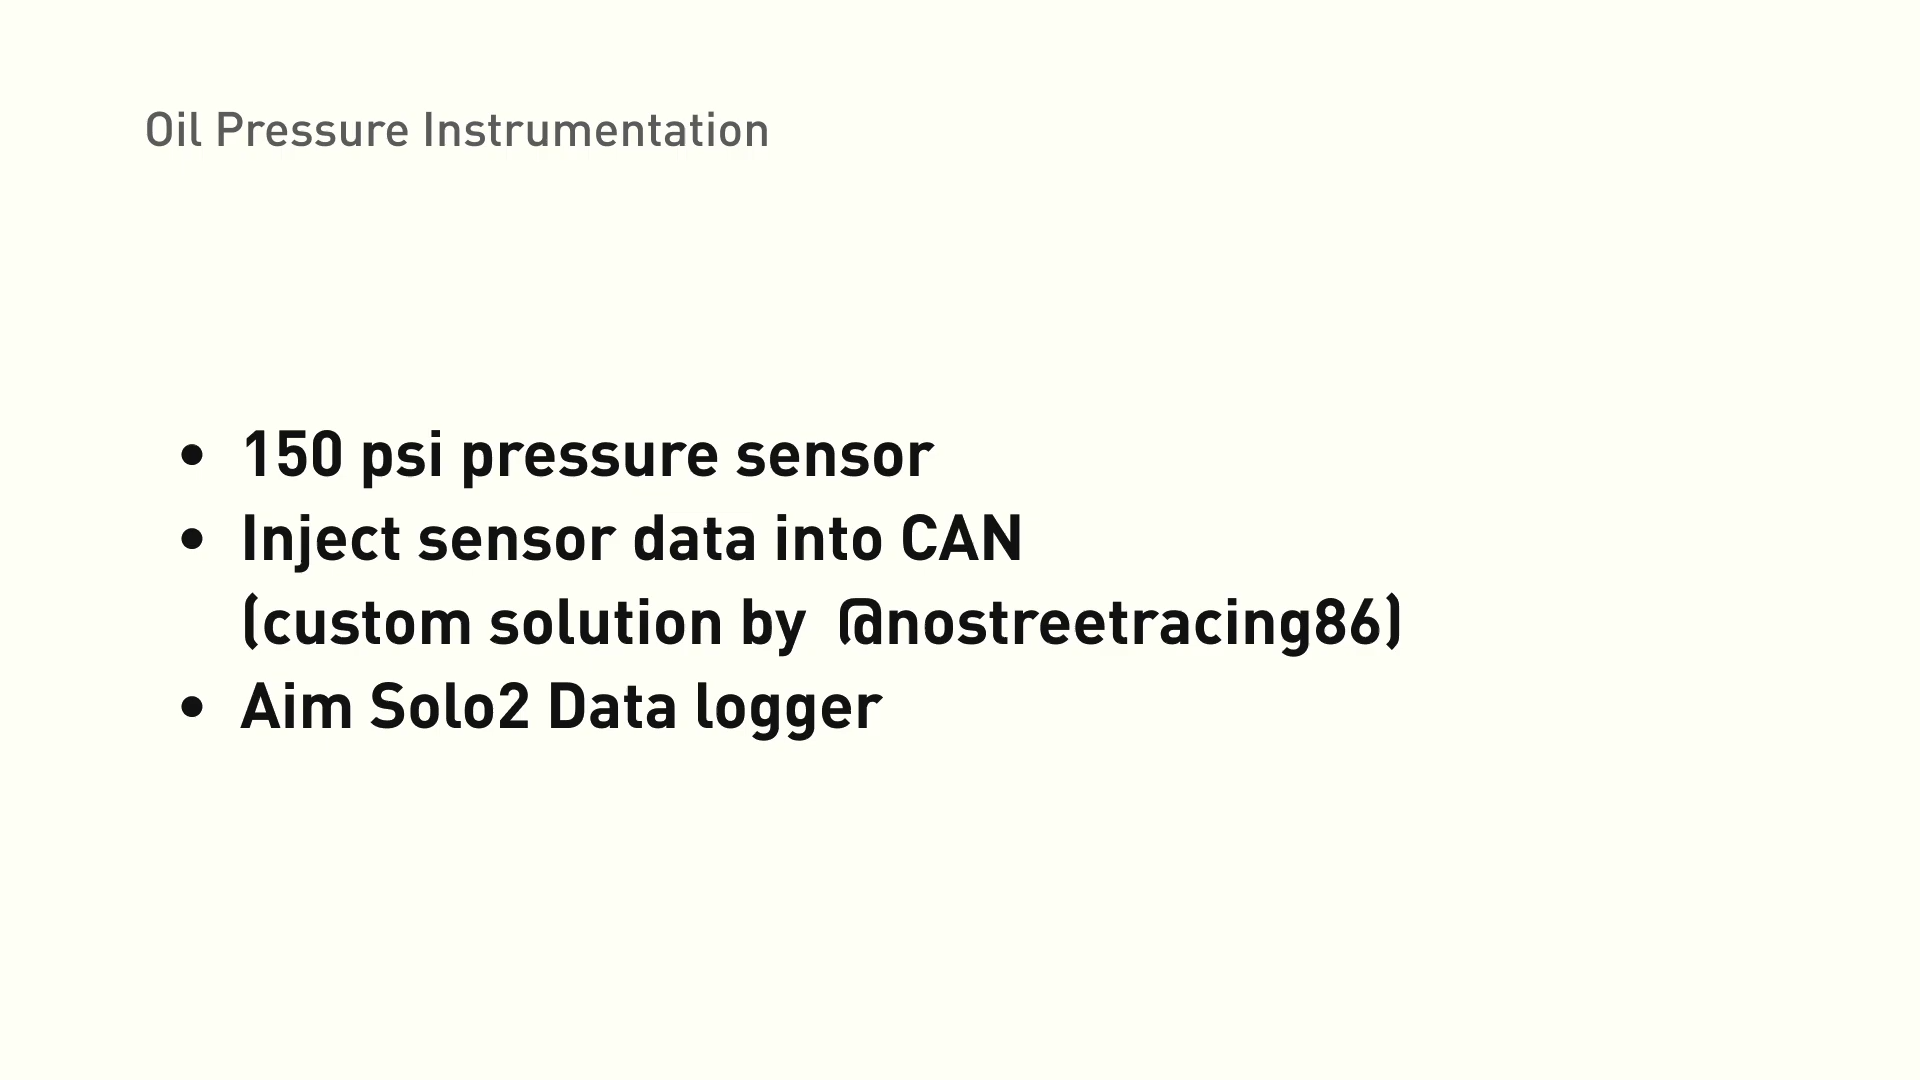 Oil Pressure Instrumentation
• 150 psi pressure sensor
• Inject sensor data into CAN
(custom solution by  @nostreetracing86)
• Aim Solo2 Data logger